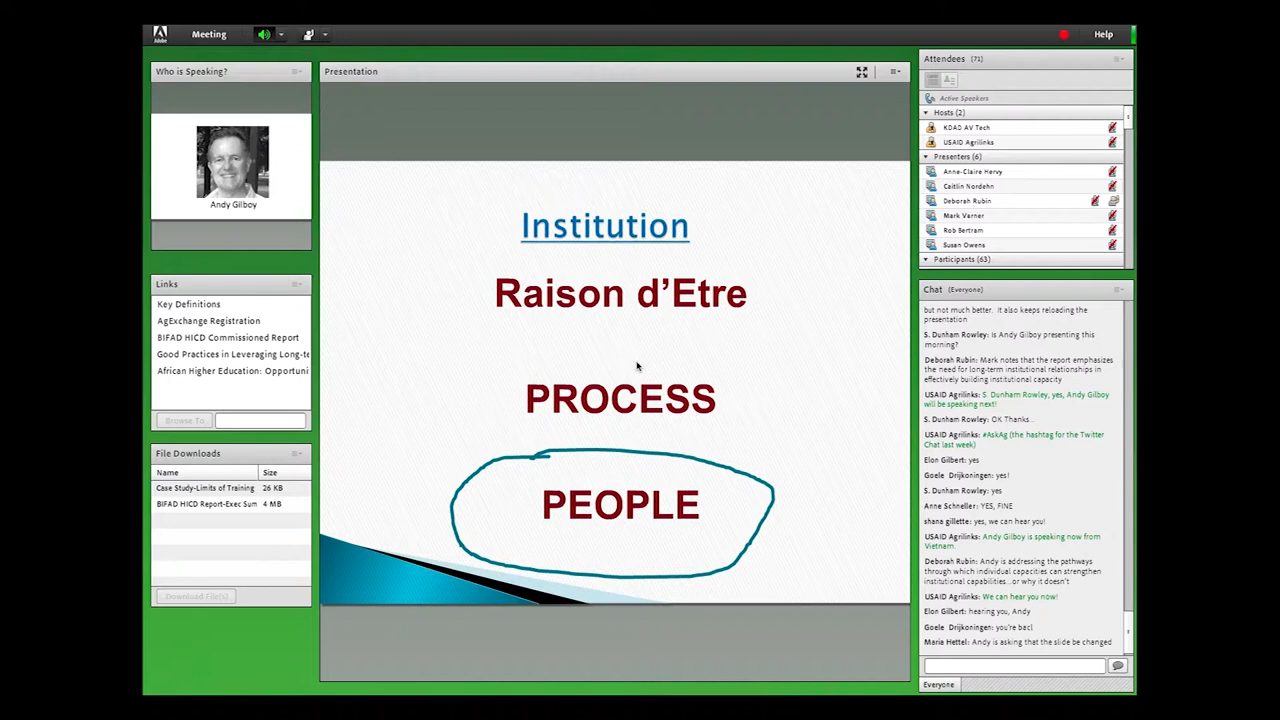 Adobe
Meeting
Help
Who is Speaking?
Andy Gilboy
Links
Key Definitions
AgExchange Registration
BIFAD HICD Commissioned Report
Good Practices in Leveraging Long-te
African Higher Education: Opportuni
Browse To
File Downloads
Name Size
Case Study-Limits of Training 26 KB
BIFAD HICD Report-Exec Sum 4 MB
Download File(s)
Presentation
Institution
Raison d’Etre
PROCESS
PEOPLE
Attendees (71)
Active Speakers
Hosts (2)
KDAD AV Tech
USAID Agrilinks
Presenters (6)
Anne-Claire Hervy
Caitlin Nordehn
Deborah Rubin
Mark Varner
Rob Bertram
Susan Owens
Participants (63)
Chat (Everyone)
but not much better. It also keeps reloading the
presentation
S. Dunham Rowley: Is Andy Gilboy presenting this
morning?
Deborah Rubin: Mark notes that the report emphasizes
the need for long-term institutional relationships in
effectively building institutional capacity
USAID Agrilinks: S. Dunham Rowley, yes, Andy Gilboy
will be speaking next!
S. Dunham Rowley: OK Thanks...
USAID Agrilinks: #AskAg (the hashtag for the Twitter
Chat last week)
Elon Gilbert: yes
Goele Drijkoningen: yes!
S. Dunham Rowley: yes
Anne Schneller: YES, FINE
shana gillette: yes, we can hear you!
USAID Agrilinks: Andy Gilboy is speaking now from
Vietnam.
Deborah Rubin: Andy is addressing the pathways
through which individual capacities can strengthen
institutional capabilities...or why it doesn't
USAID Agrilinks: We can hear you now!
Elon Gilbert: hearing you, Andy
Goele Drijkoningen: you're bac!
Maria Hettel: Andy is asking that the slide be changed
Everyone